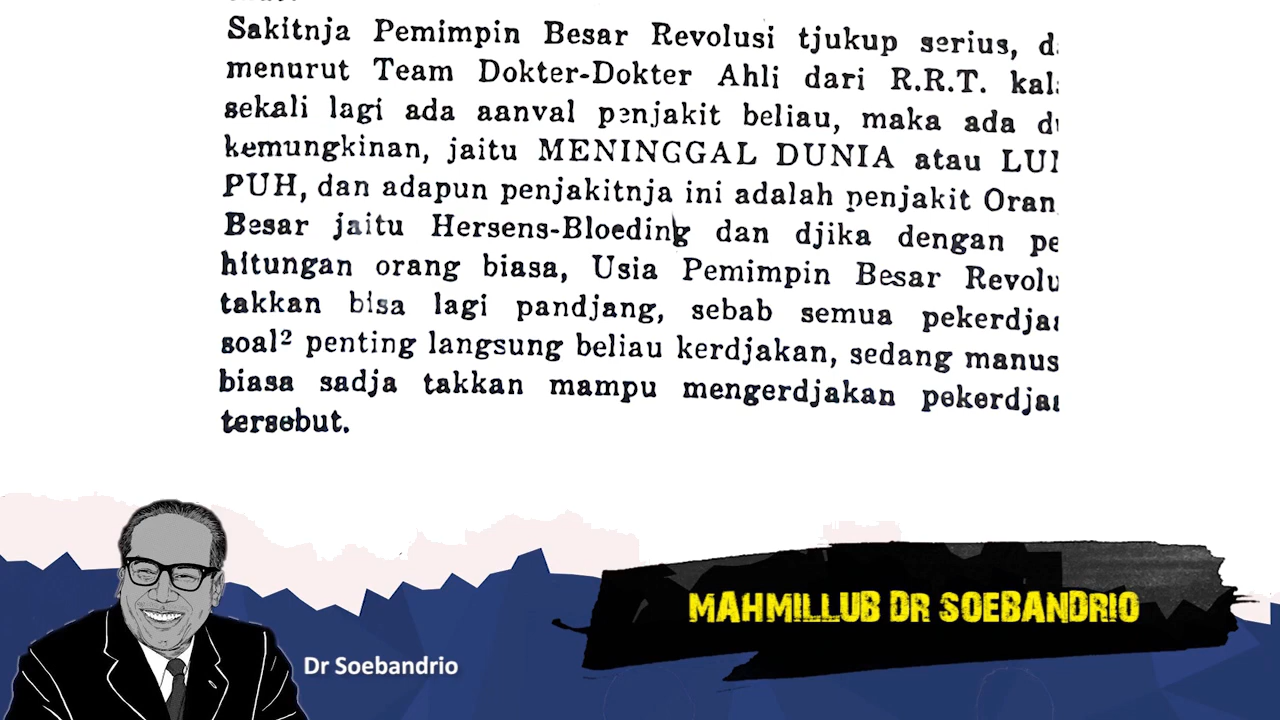 Sakitnja Pemimpin Besar Revolusi tjukup serius, d
menurut Team Dokter-Dokter Ahli dari R.R.T. kal
sekali lagi ada aanval penjakit beliau, maka ada d
kemungkinan, jaitu MENINGGAL DUNIA atau LUM
PUH, dan adapun penjakitnja ini adalah penjakit Oran
Besar jaitu Hersens-Bloeding dan djika dengan pe
hitungan orang biasa, Usia Pemimpin Besar Revolu
takkan bisa lagi pandjang, sebab semua pekerdja
soal² penting langsung beliau kerdjakan, sedang manus
biasa sadja takkan mampu mengerdjakan pekerdja
tersebut.
MAHMILLUB DR SOEBANDRIO
Dr Soebandrio